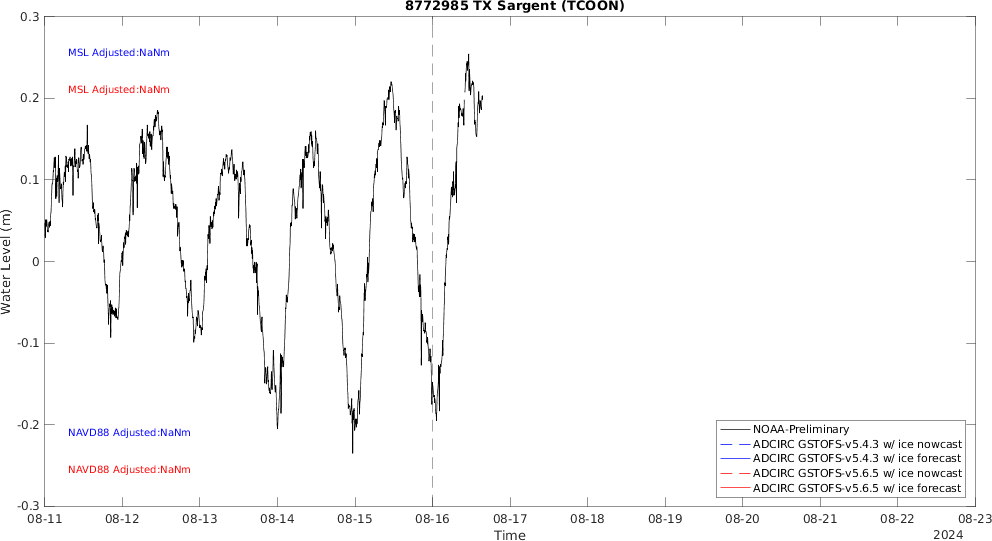 8772985 TX Sargent (TCOON)
0.3
0.2
0.1
0
-0.1
-0.2
-0.3
Water Level (m)
MSL Adjusted:NaNm
MSL Adjusted:NaNm
NAVD88 Adjusted:NaNm
NAVD88 Adjusted:NaNm
NOAA-Preliminary
ADCIRC GSTOFS-v5.4.3 w/ ice nowcast
ADCIRC GSTOFS-v5.4.3 w/ ice forecast
ADCIRC GSTOFS-v5.6.5 w/ ice nowcast
ADCIRC GSTOFS-v5.6.5 w/ ice forecast
08-11 08-12 08-13 08-14 08-15 08-16 08-17 08-18 08-19 08-20 08-21 08-22 08-23
Time
2024